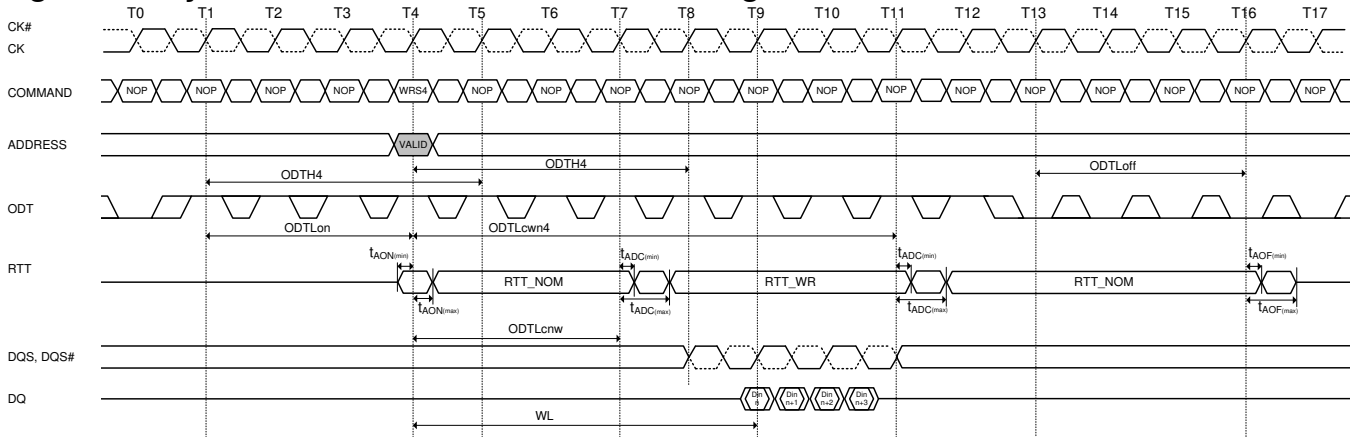 T0 T1 T2 T3 T4 T5 T6 T7 T8 T9 T10 T11 T12 T13 T14 T15 T16 T17
CK#
CK
COMMAND NOP NOP NOP NOP WRS4 NOP NOP NOP NOP NOP NOP NOP NOP NOP NOP NOP NOP NOP
ADDRESS VALID
ODTH4 ODTLoff
ODTH4
ODT
ODTLon ODTLcwn4
tAON(min) tADC(min) tADC(min) tAOF(min)
RTT RTT_NOM RTT_WR RTT_NOM
tAON(max) tADC(max) tADC(max) tAOF(max)
ODTLcnw
DQS, DQS#
DQ Din n Din n+1 Din n+2 Din n+3
WL